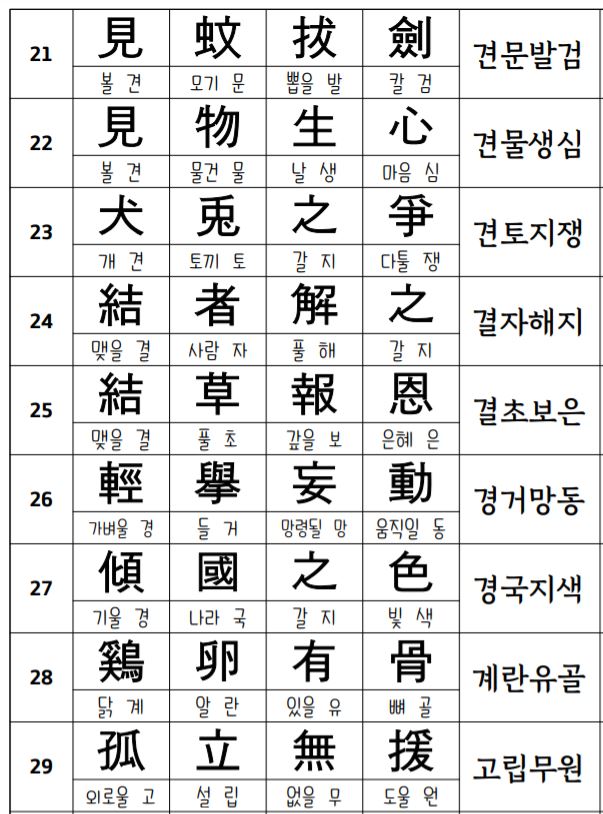 21 見 蚊 拔 劍 견문발검
볼 견 모기 문 뽑을 발 칼 검
22 見 物 生 心 견물생심
볼 견 물건 물 날 생 마음 심
23 犬 兎 之 爭 견토지쟁
개 견 토끼 토 갈 지 다툴 쟁
24 結 者 解 之 결자해지
맺을 결 사람 자 풀 해 갈 지
25 結 草 報 恩 결초보은
맺을 결 풀 초 갚을 보 은혜 은
26 輕 擧 妄 動 경거망동
가벼울 경 들 거 망령될 망 움직일 동
27 傾 國 之 色 경국지색
기울 경 나라 국 갈 지 빛 색
28 鷄 卵 有 骨 계란유골
닭 계 알 란 있을 유 뼈 골
29 孤 立 無 援 고립무원
외로울 고 설 립 없을 무 도울 원